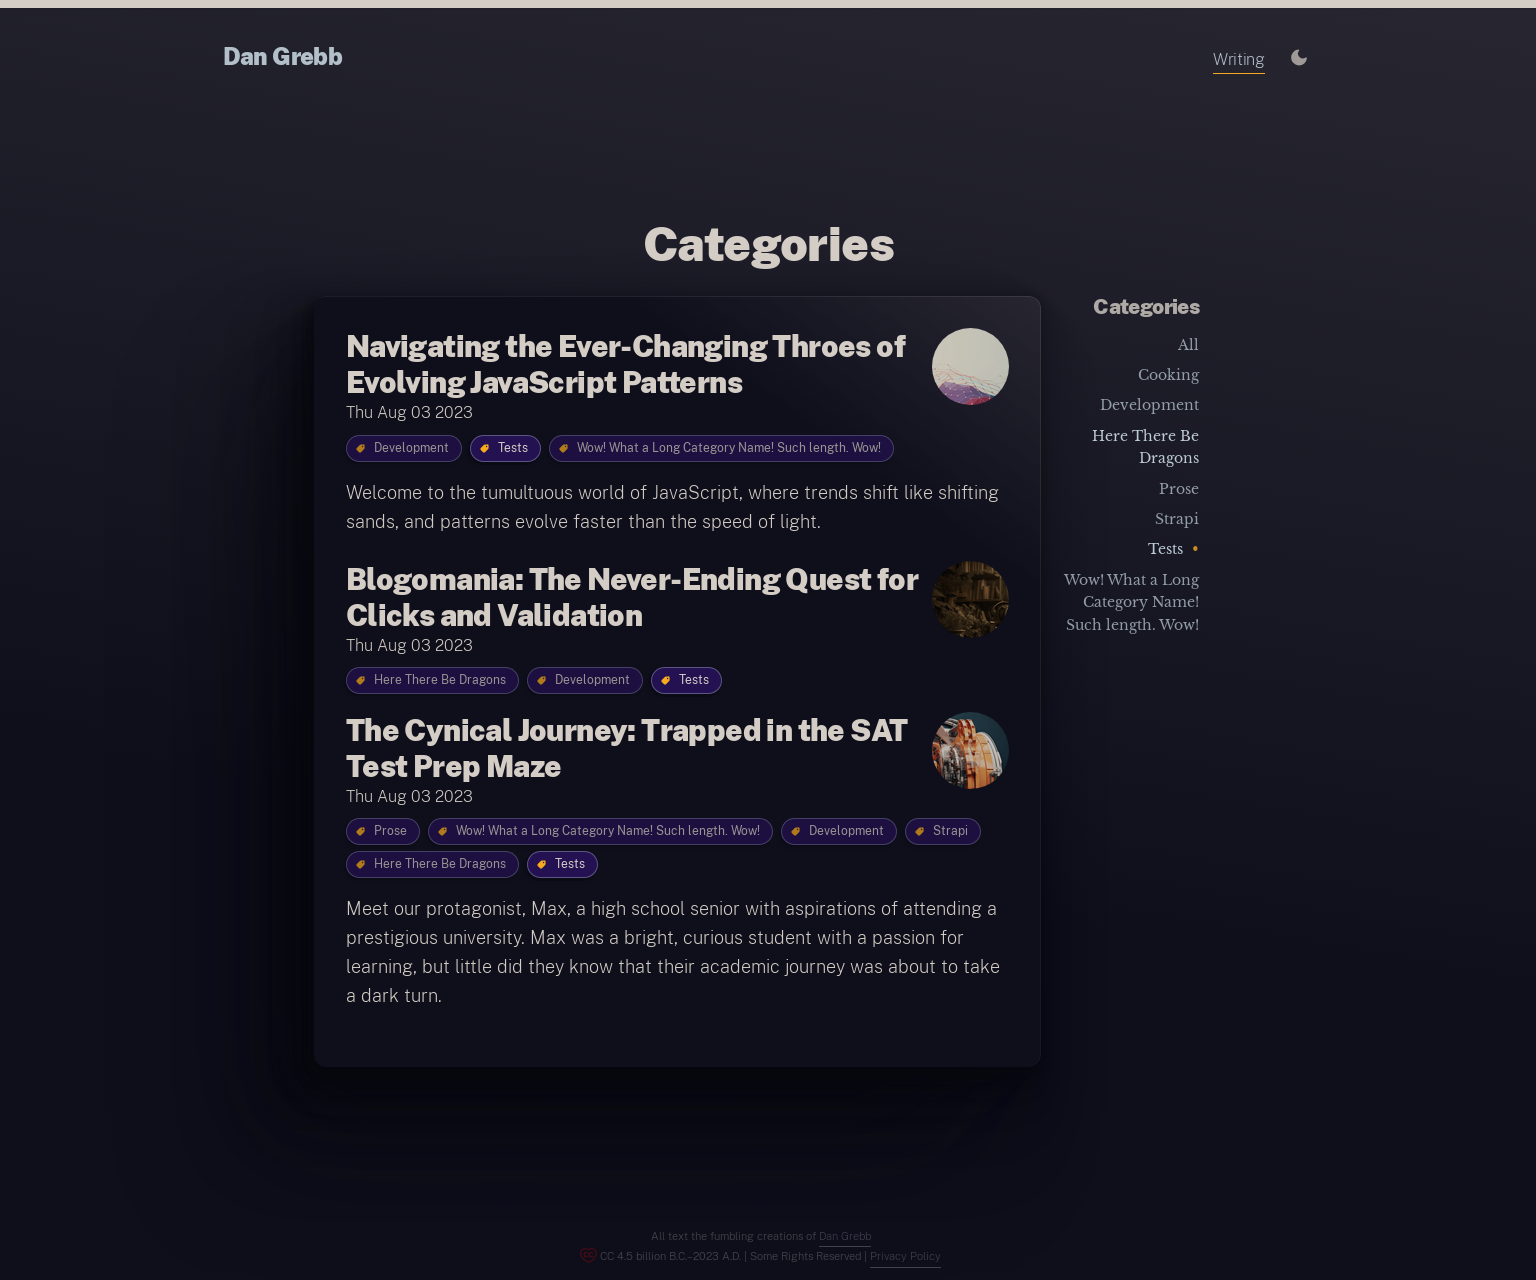 Dan Grebb
Writing
Categories
Navigating the Ever-Changing Throes of
Evolving JavaScript Patterns
Thu Aug 03 2023
Development
Tests
Wow! What a Long Category Name! Such length. Wow!
Welcome to the tumultuous world of JavaScript, where trends shift like shifting
sands, and patterns evolve faster than the speed of light.
Blogomania: The Never-Ending Quest for
Clicks and Validation
Thu Aug 03 2023
Here There Be Dragons
Development
Tests
The Cynical Journey: Trapped in the SAT
Test Prep Maze
Thu Aug 03 2023
Prose
Wow! What a Long Category Name! Such length. Wow!
Development
Strapi
Here There Be Dragons
Tests
Meet our protagonist, Max, a high school senior with aspirations of attending a
prestigious university. Max was a bright, curious student with a passion for
learning, but little did they know that their academic journey was about to take
a dark turn.
Categories
All
Cooking
Development
Here There Be
Dragons
Prose
Strapi
Tests •
Wow! What a Long
Category Name!
Such length. Wow!
All text the fumbling creations of Dan Grebb
CC 4.5 billion B.C.–2023 A.D. | Some Rights Reserved | Privacy Policy